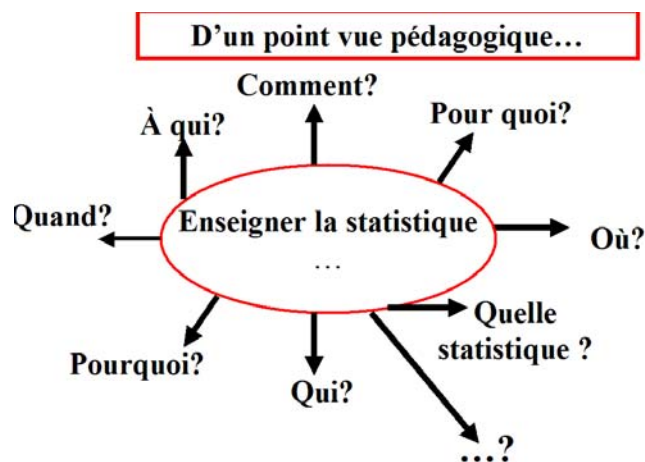 D'un point vue pédagogique…
Comment?
Pour quoi?
À qui?
Quand?
Enseigner la statistique
…
Où?
Quelle
statistique ?
Pourquoi?
Qui?
…?